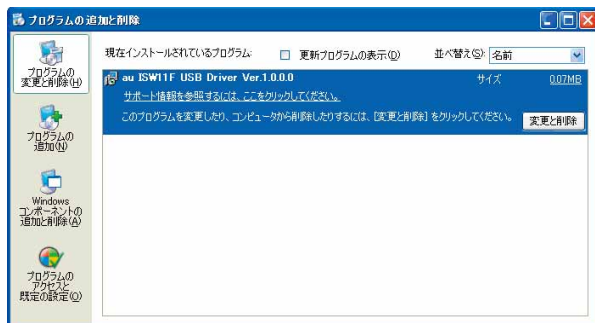 プログラムの追加と削除
現在インストールされているプログラム:
更新プログラムの表示(D)
並べ替え(S):
名前
プログラムの
変更と削除(H)
プログラムの
追加(N)
Windows
コンポーネントの
追加と削除(A)
プログラムの
アクセスと
既定の設定(O)
au ISW11F USB Driver Ver.1.0.0.0
サイズ
0.07MB
サポート情報を参照するには、ここをクリックしてください。
このプログラムを変更したり、コンピュータから削除したりするには、[変更と削除] をクリックしてください。
変更と削除